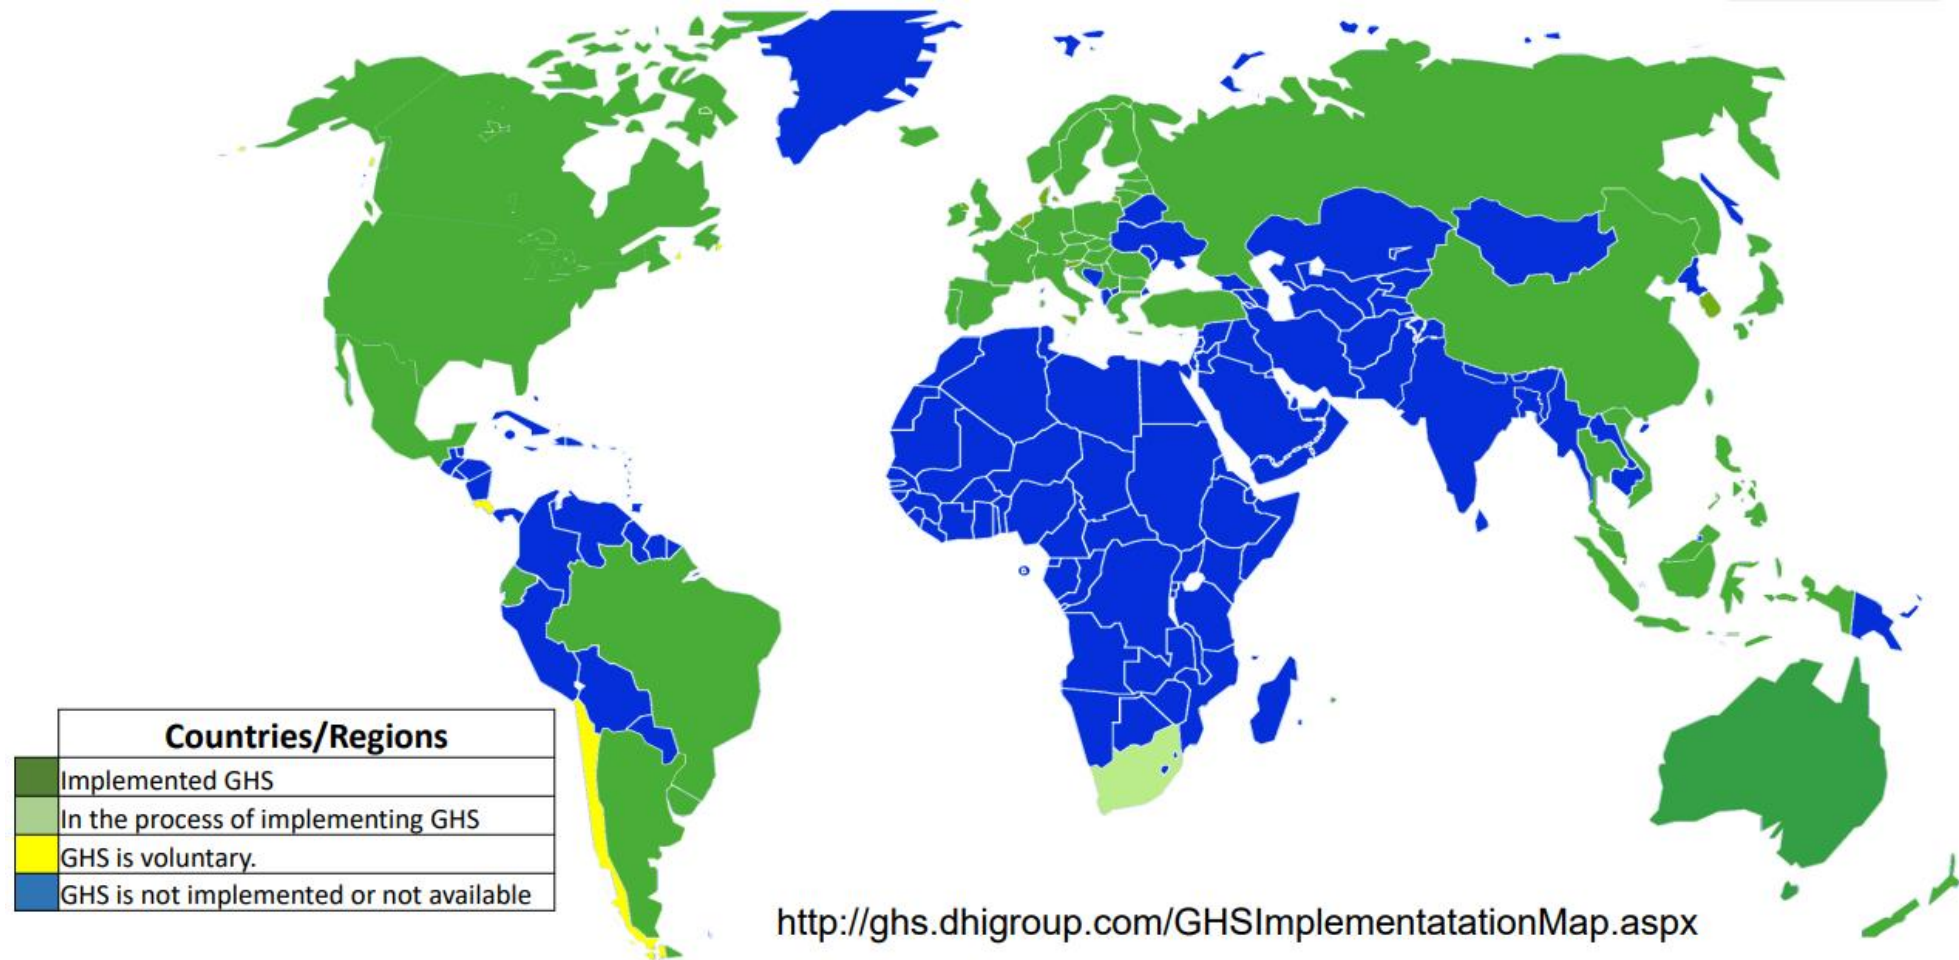 Countries/Regions
Implemented GHS
In the process of implementing GHS
GHS is voluntary.
GHS is not implemented or not available
http://ghs.dhigroup.com/GHSImplementatationMap.aspx